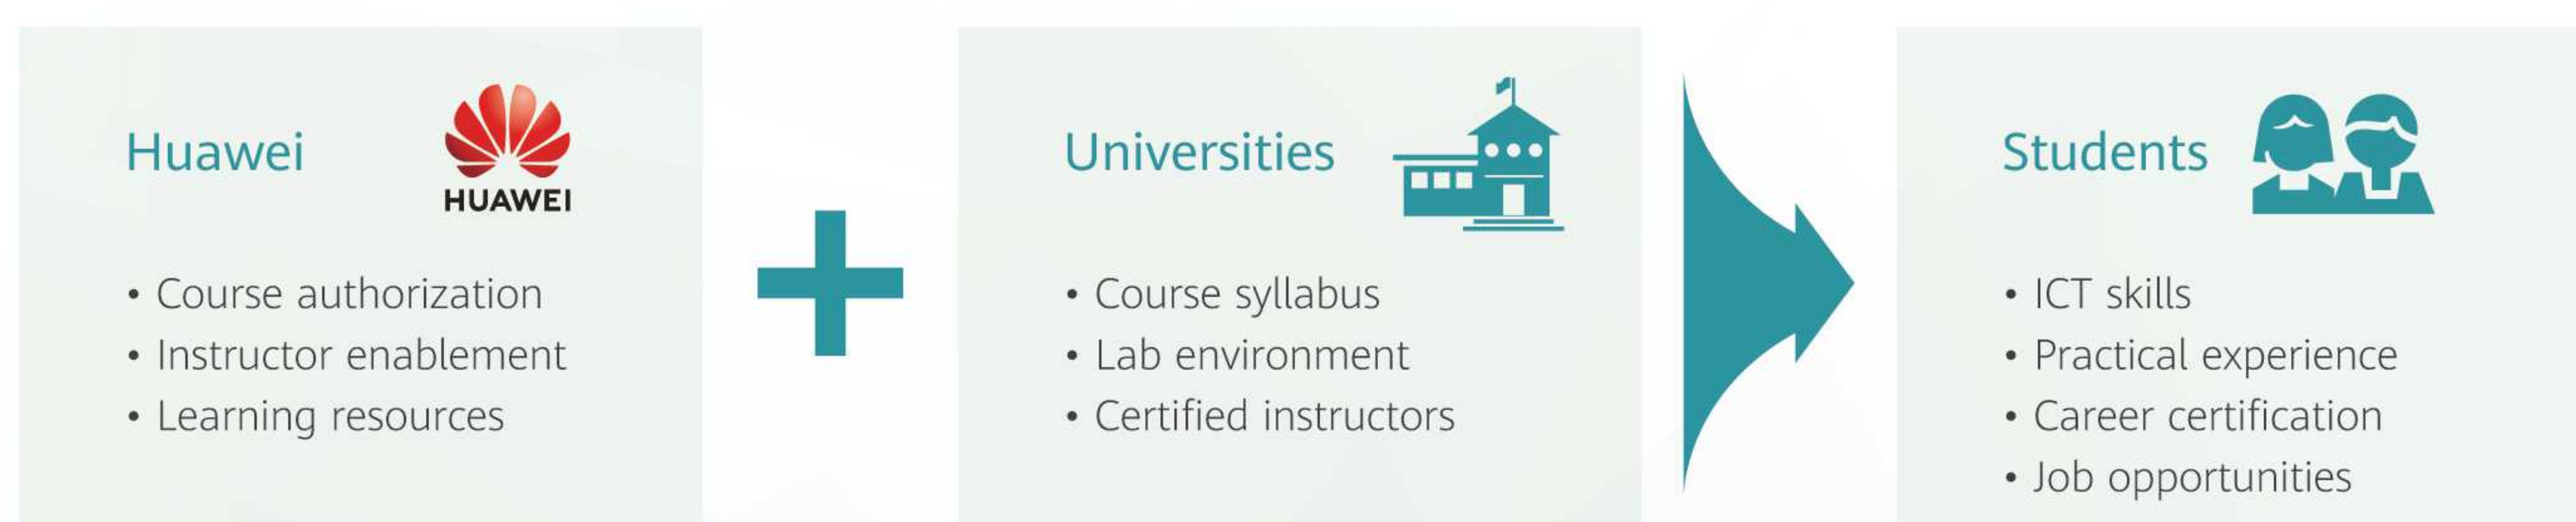 Huawei
HUAWEI
• Course authorization
• Instructor enablement
• Learning resources
Universities
• Course syllabus
• Lab environment
• Certified instructors
Students
• ICT skills
• Practical experience
• Career certification
• Job opportunities